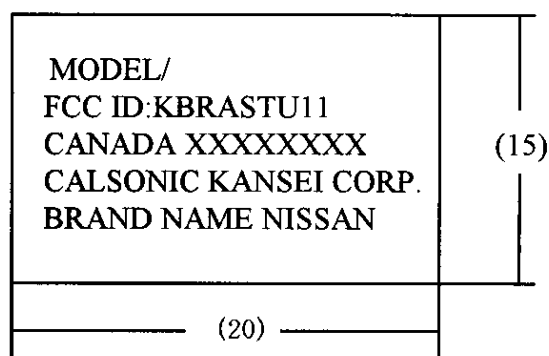 MODEL/
FCC ID:KBRASTU11
CANADA XXXXXXXX
CALSONIC KANSEI CORP.
BRAND NAME NISSAN
(15)
(20)